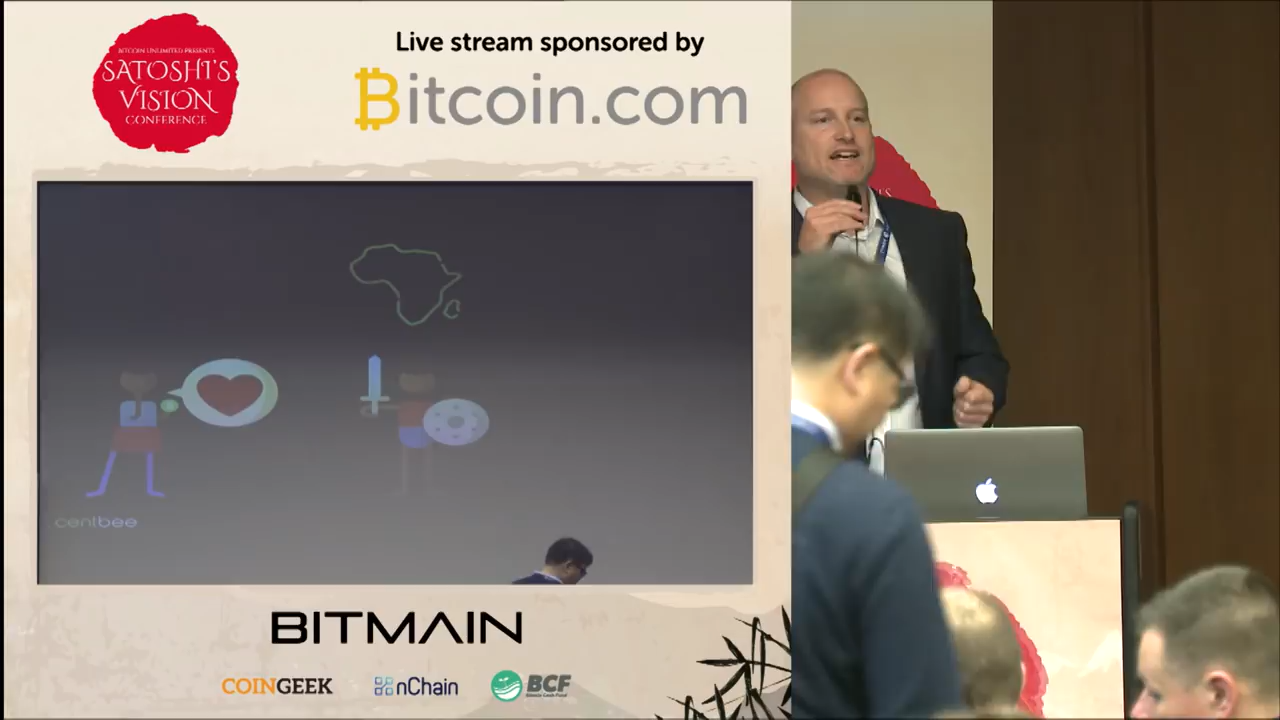 BITCOIN UNLIMITED PRESENTS
SATOSHI'S
VISION
CONFERENCE
Live stream sponsored by
Bitcoin.com
centbee
BITMAIN
COINGEEK
nChain
BCF